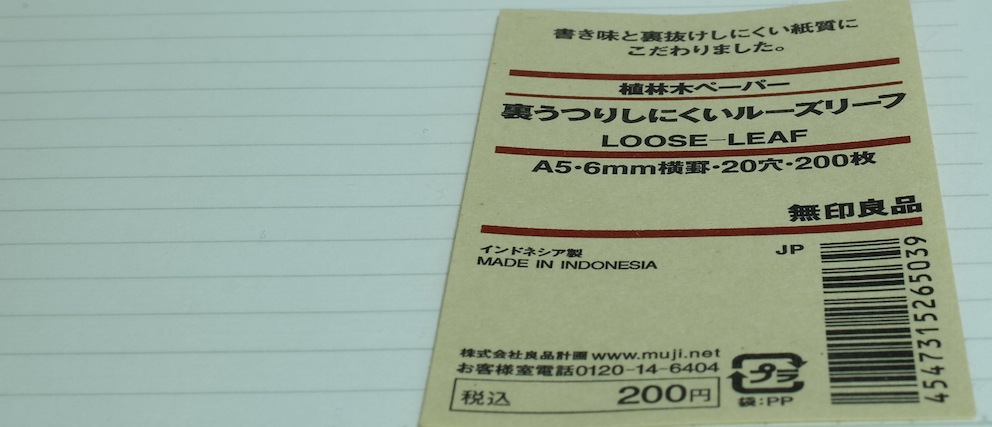 書き味と裏抜けしにくい紙質に
こだわりました。
植林木ペーパー
裏うつりしにくいルーズリーフ
LOOSE-LEAF
A5・6mm横罫・20穴・200枚
無印良品
インドネシア製
MADE IN INDONESIA
JP
4547315265039
株式会社良品計画 www.muji.net
お客様室電話0120-14-6404
税込 200円
プラ
袋:PP